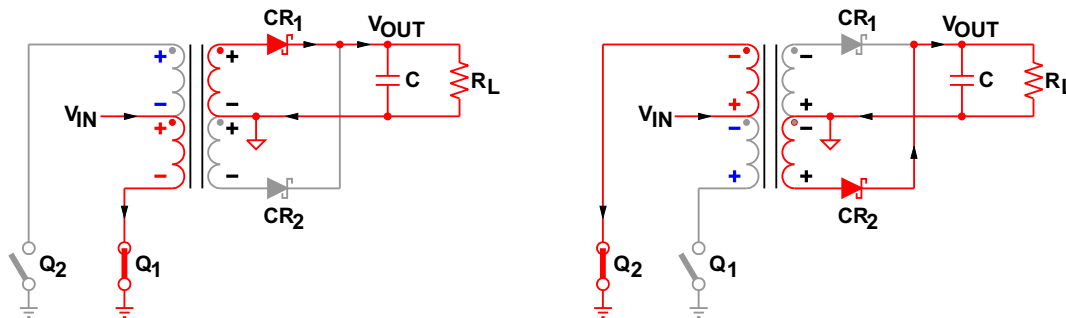 CR1
VOUT
+
+
-
-
C
RL
VIN
+
+
-
-
CR2
Q2
Q1
CR1
VOUT
-
-
+
+
C
RL
VIN
-
-
+
+
CR2
Q2
Q1